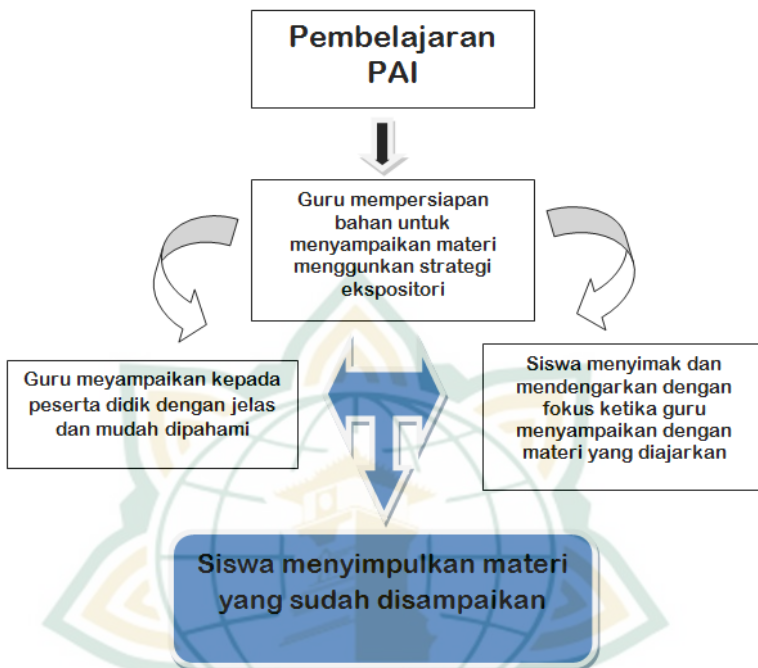 Pembelajaran
PAI
Guru mempersiapan
bahan untuk
menyampaikan materi
menggunkan strategi
ekspositori
Guru meyampaikan kepada
peserta didik dengan jelas
dan mudah dipahami
Siswa menyimak dan
mendengarkan dengan
fokus ketika guru
menyampaikan dengan
materi yang diajarkan
Siswa menyimpulkan materi
yang sudah disampaikan